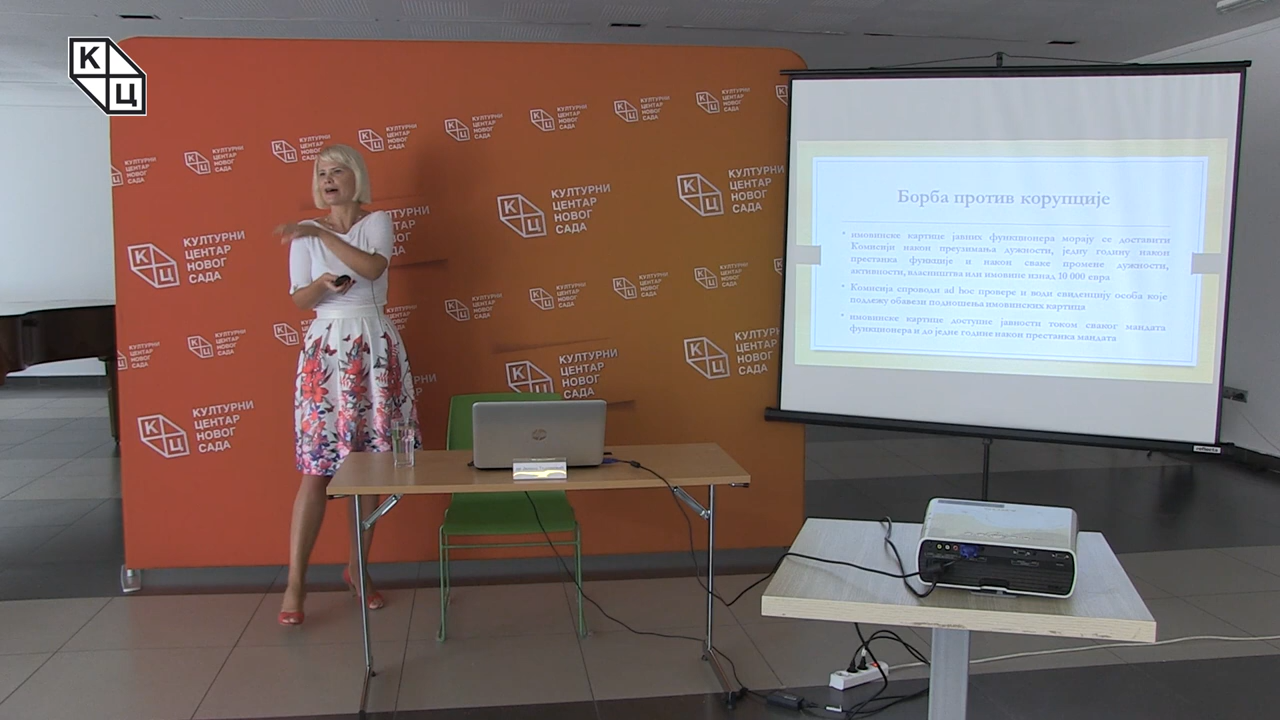 КЦ
КУЛТУРНИ
ЦЕНТАР
НОВОГ
САДА
Борба против корупције
имовинске картице јавних функционера морају се доставити
Комисији након преузимања дужности, једну годину након
престанка функције и након сваке промене дужности,
активности, власништва или имовине изнад 10 000 евра
Комисија спроводи ad hoc провере и води евиденцију особа које
подлежу обавези подношења имовинских картица
имовинске картице доступне јавности током сваког мандата
функционера и до једне године након престанка мандата
hp
reflecta